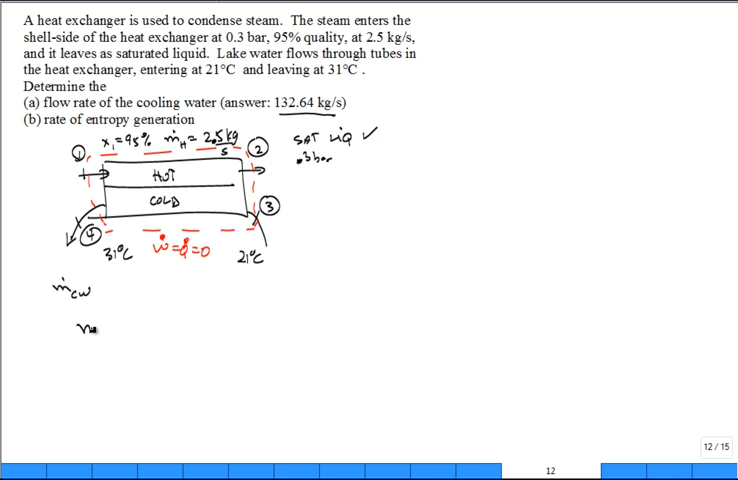 A heat exchanger is used to condense steam. The steam enters the
shell-side of the heat exchanger at 0.3 bar, 95% quality, at 2.5 kg/s,
and it leaves as saturated liquid. Lake water flows through tubes in
the heat exchanger, entering at 21°C and leaving at 31°C .
Determine the
(a) flow rate of the cooling water (answer: 132.64 kg/s)
(b) rate of entropy generation
① x₁=95% ṁH = 2.5 kg/s ② SAT LIQ ✓
.3bar
HOT
COLD ③
④ 31°C ẇ=q̇=0 21°C
ṁcw
12 / 15
12